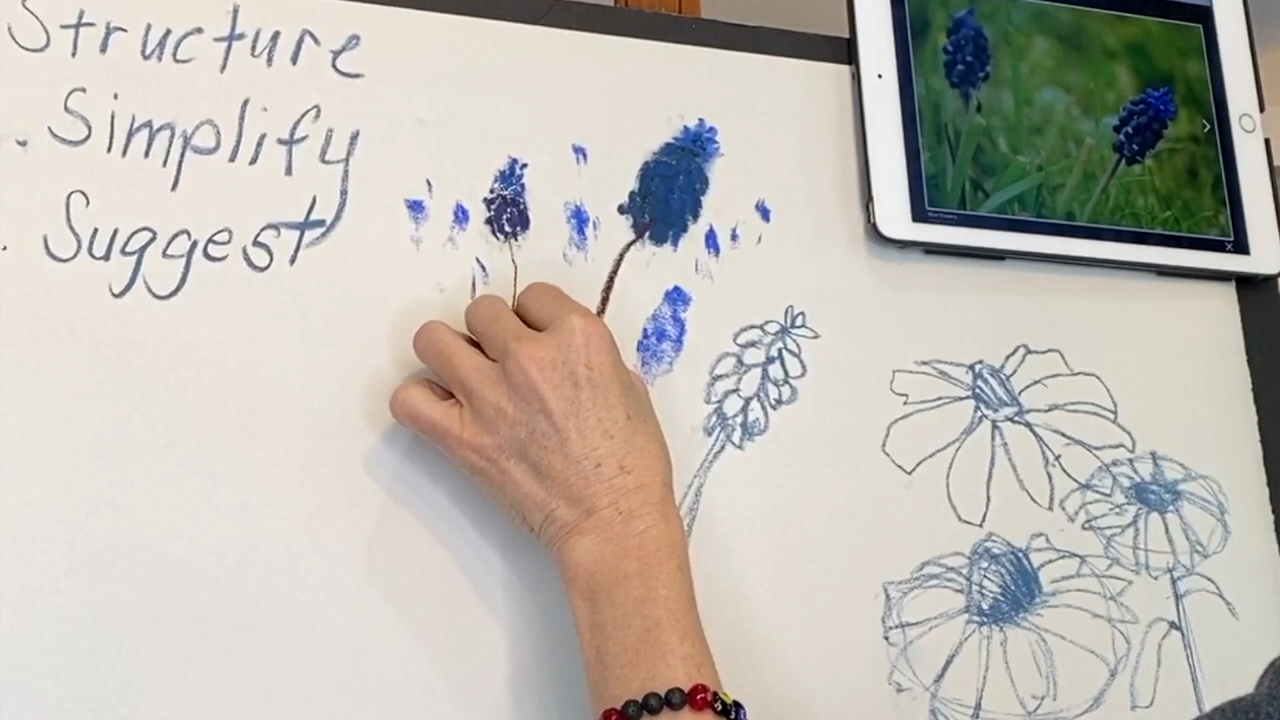 Structure
. Simplify
. Suggest